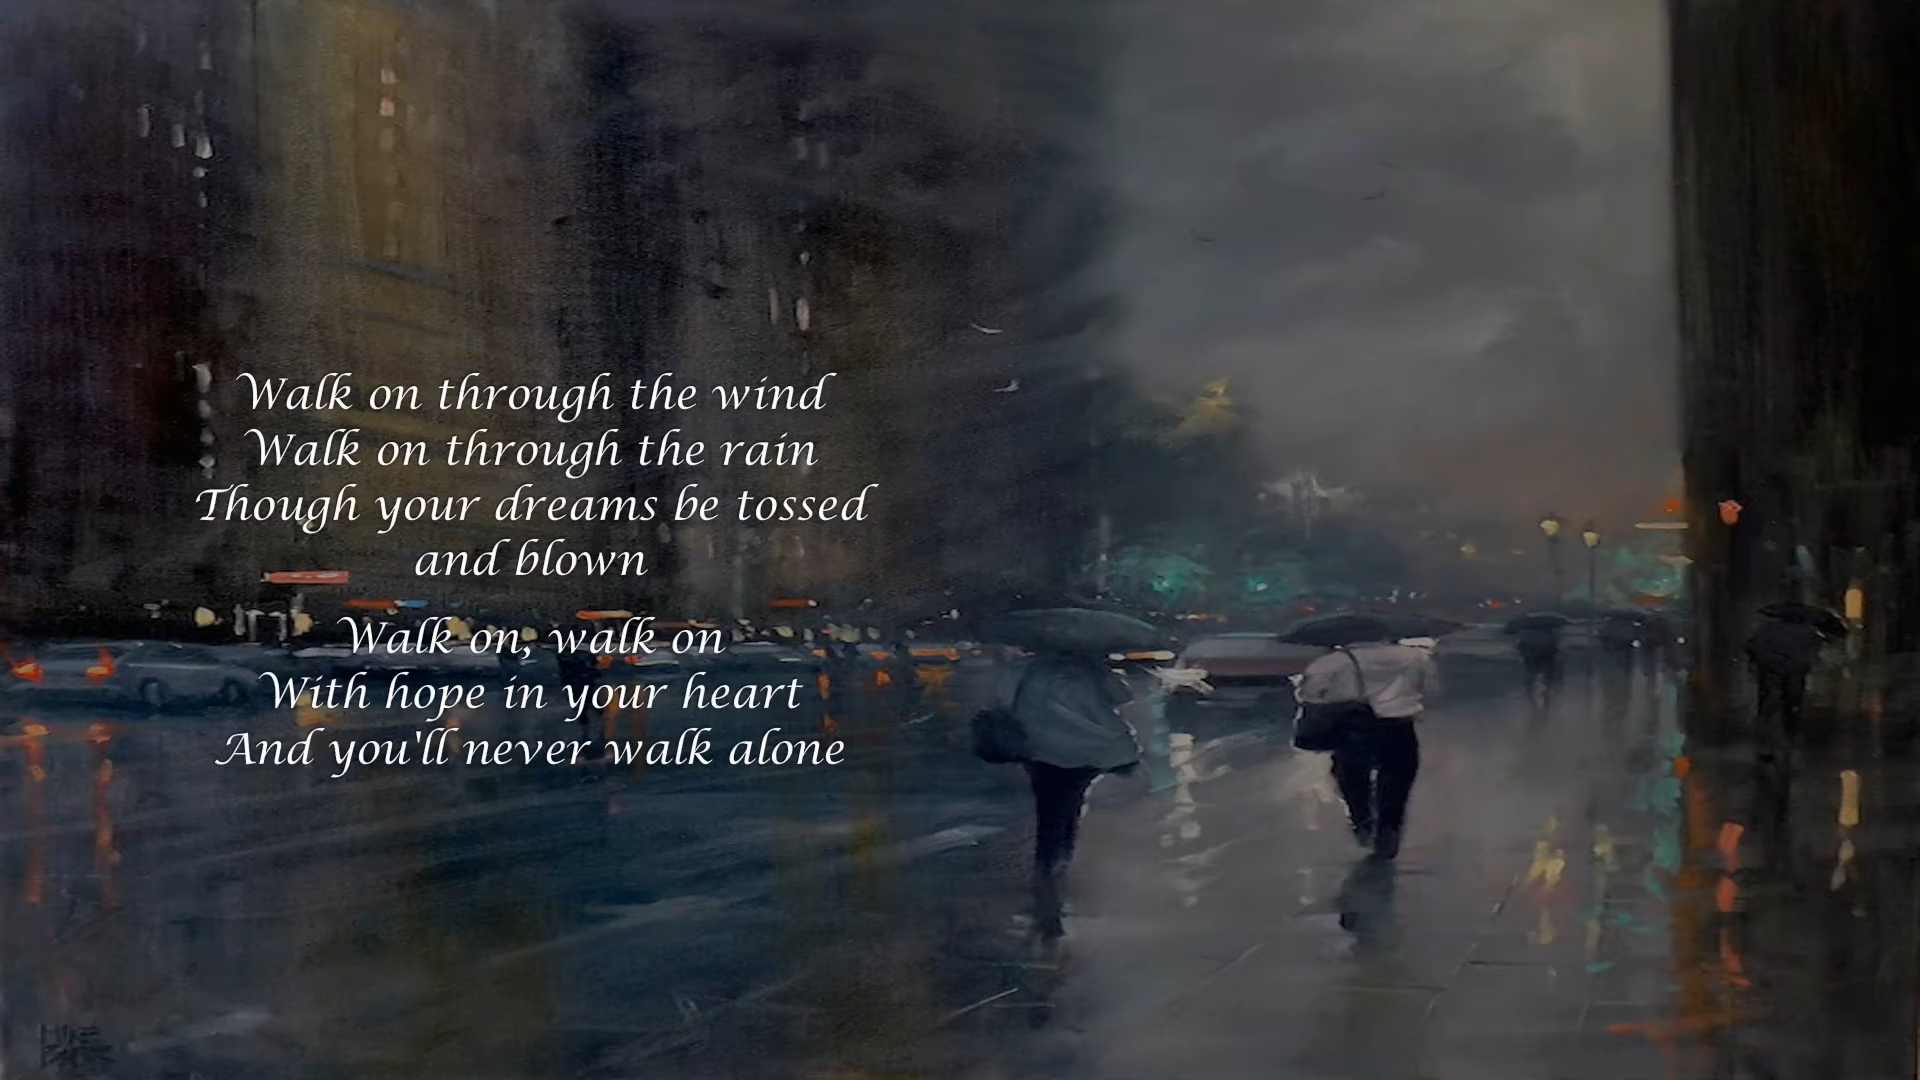 Walk on through the wind
Walk on through the rain
Though your dreams be tossed
and blown
Walk on, walk on
With hope in your heart
And you'll never walk alone
MIKE